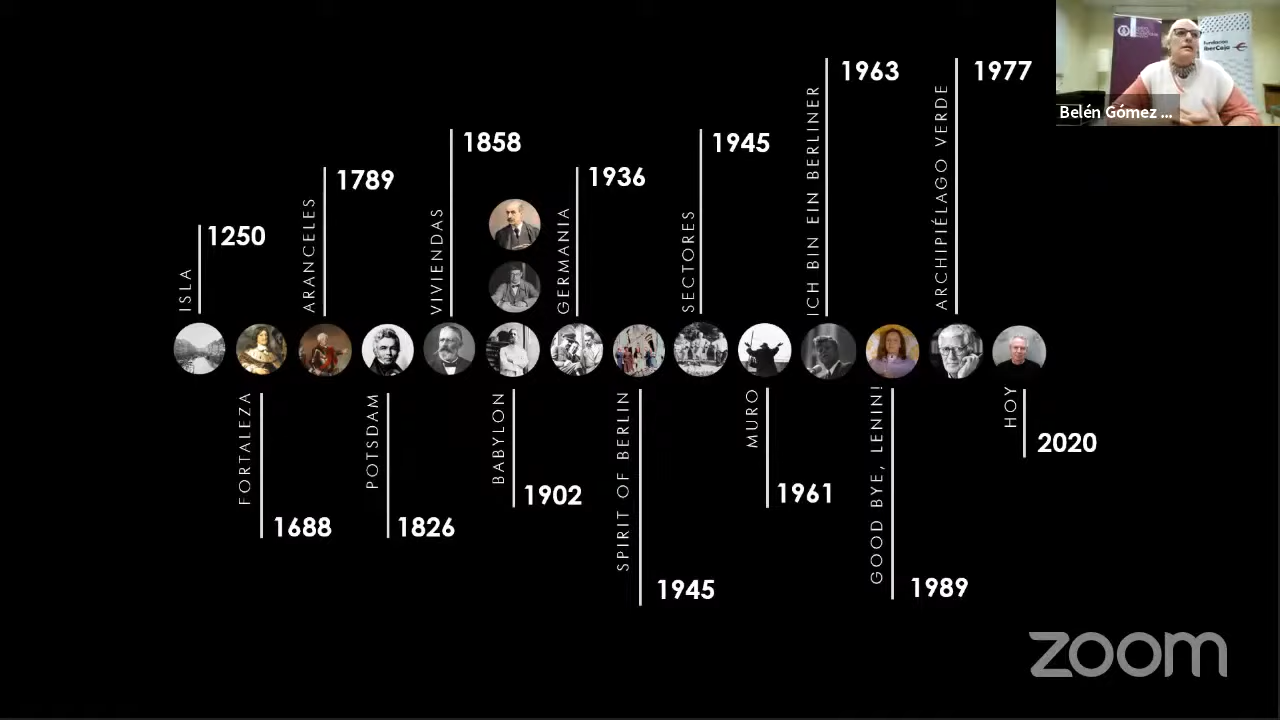 1250
ISLA
FORTALEZA
1688
1789
ARANCELES
POTSDAM
1826
1858
VIVIENDAS
BABYLON
1902
1936
GERMANIA
SPIRIT OF BERLIN
1945
1945
SECTORES
MURO
1961
1963
ICH BIN EIN BERLINER
GOOD BYE, LENIN!
1989
1977
ARCHIPIÉLAGO VERDE
HOY
2020
fundación
iberCaja
Belén Gómez ...
zoom